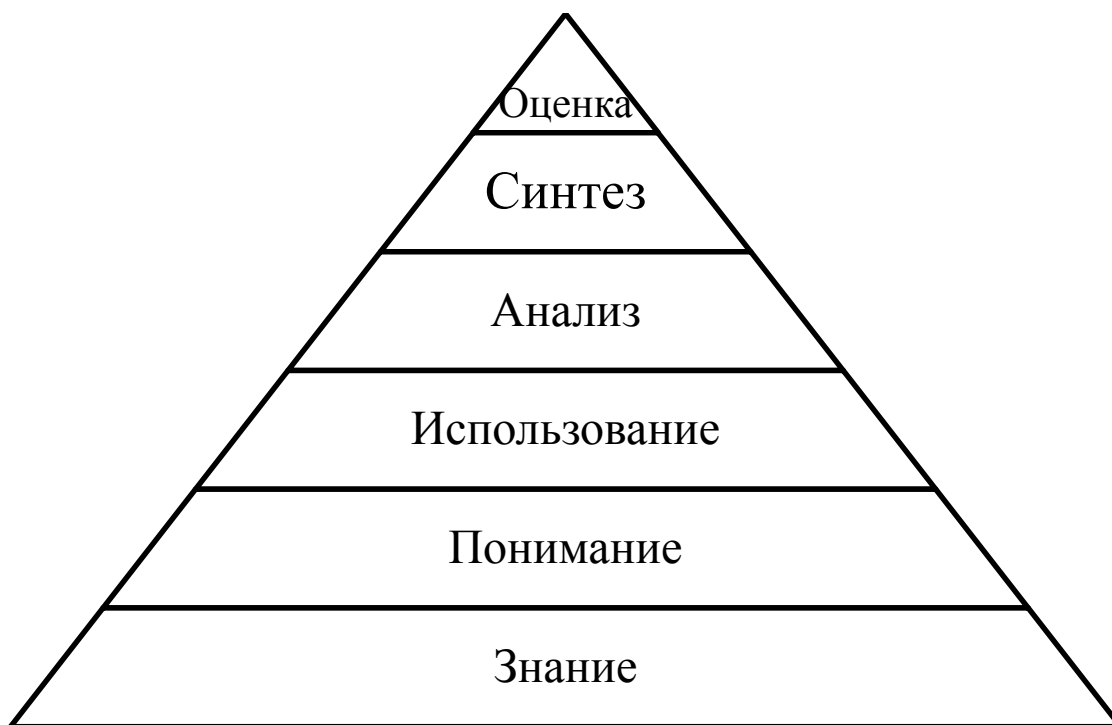 Оценка
Синтез
Анализ
Использование
Понимание
Знание